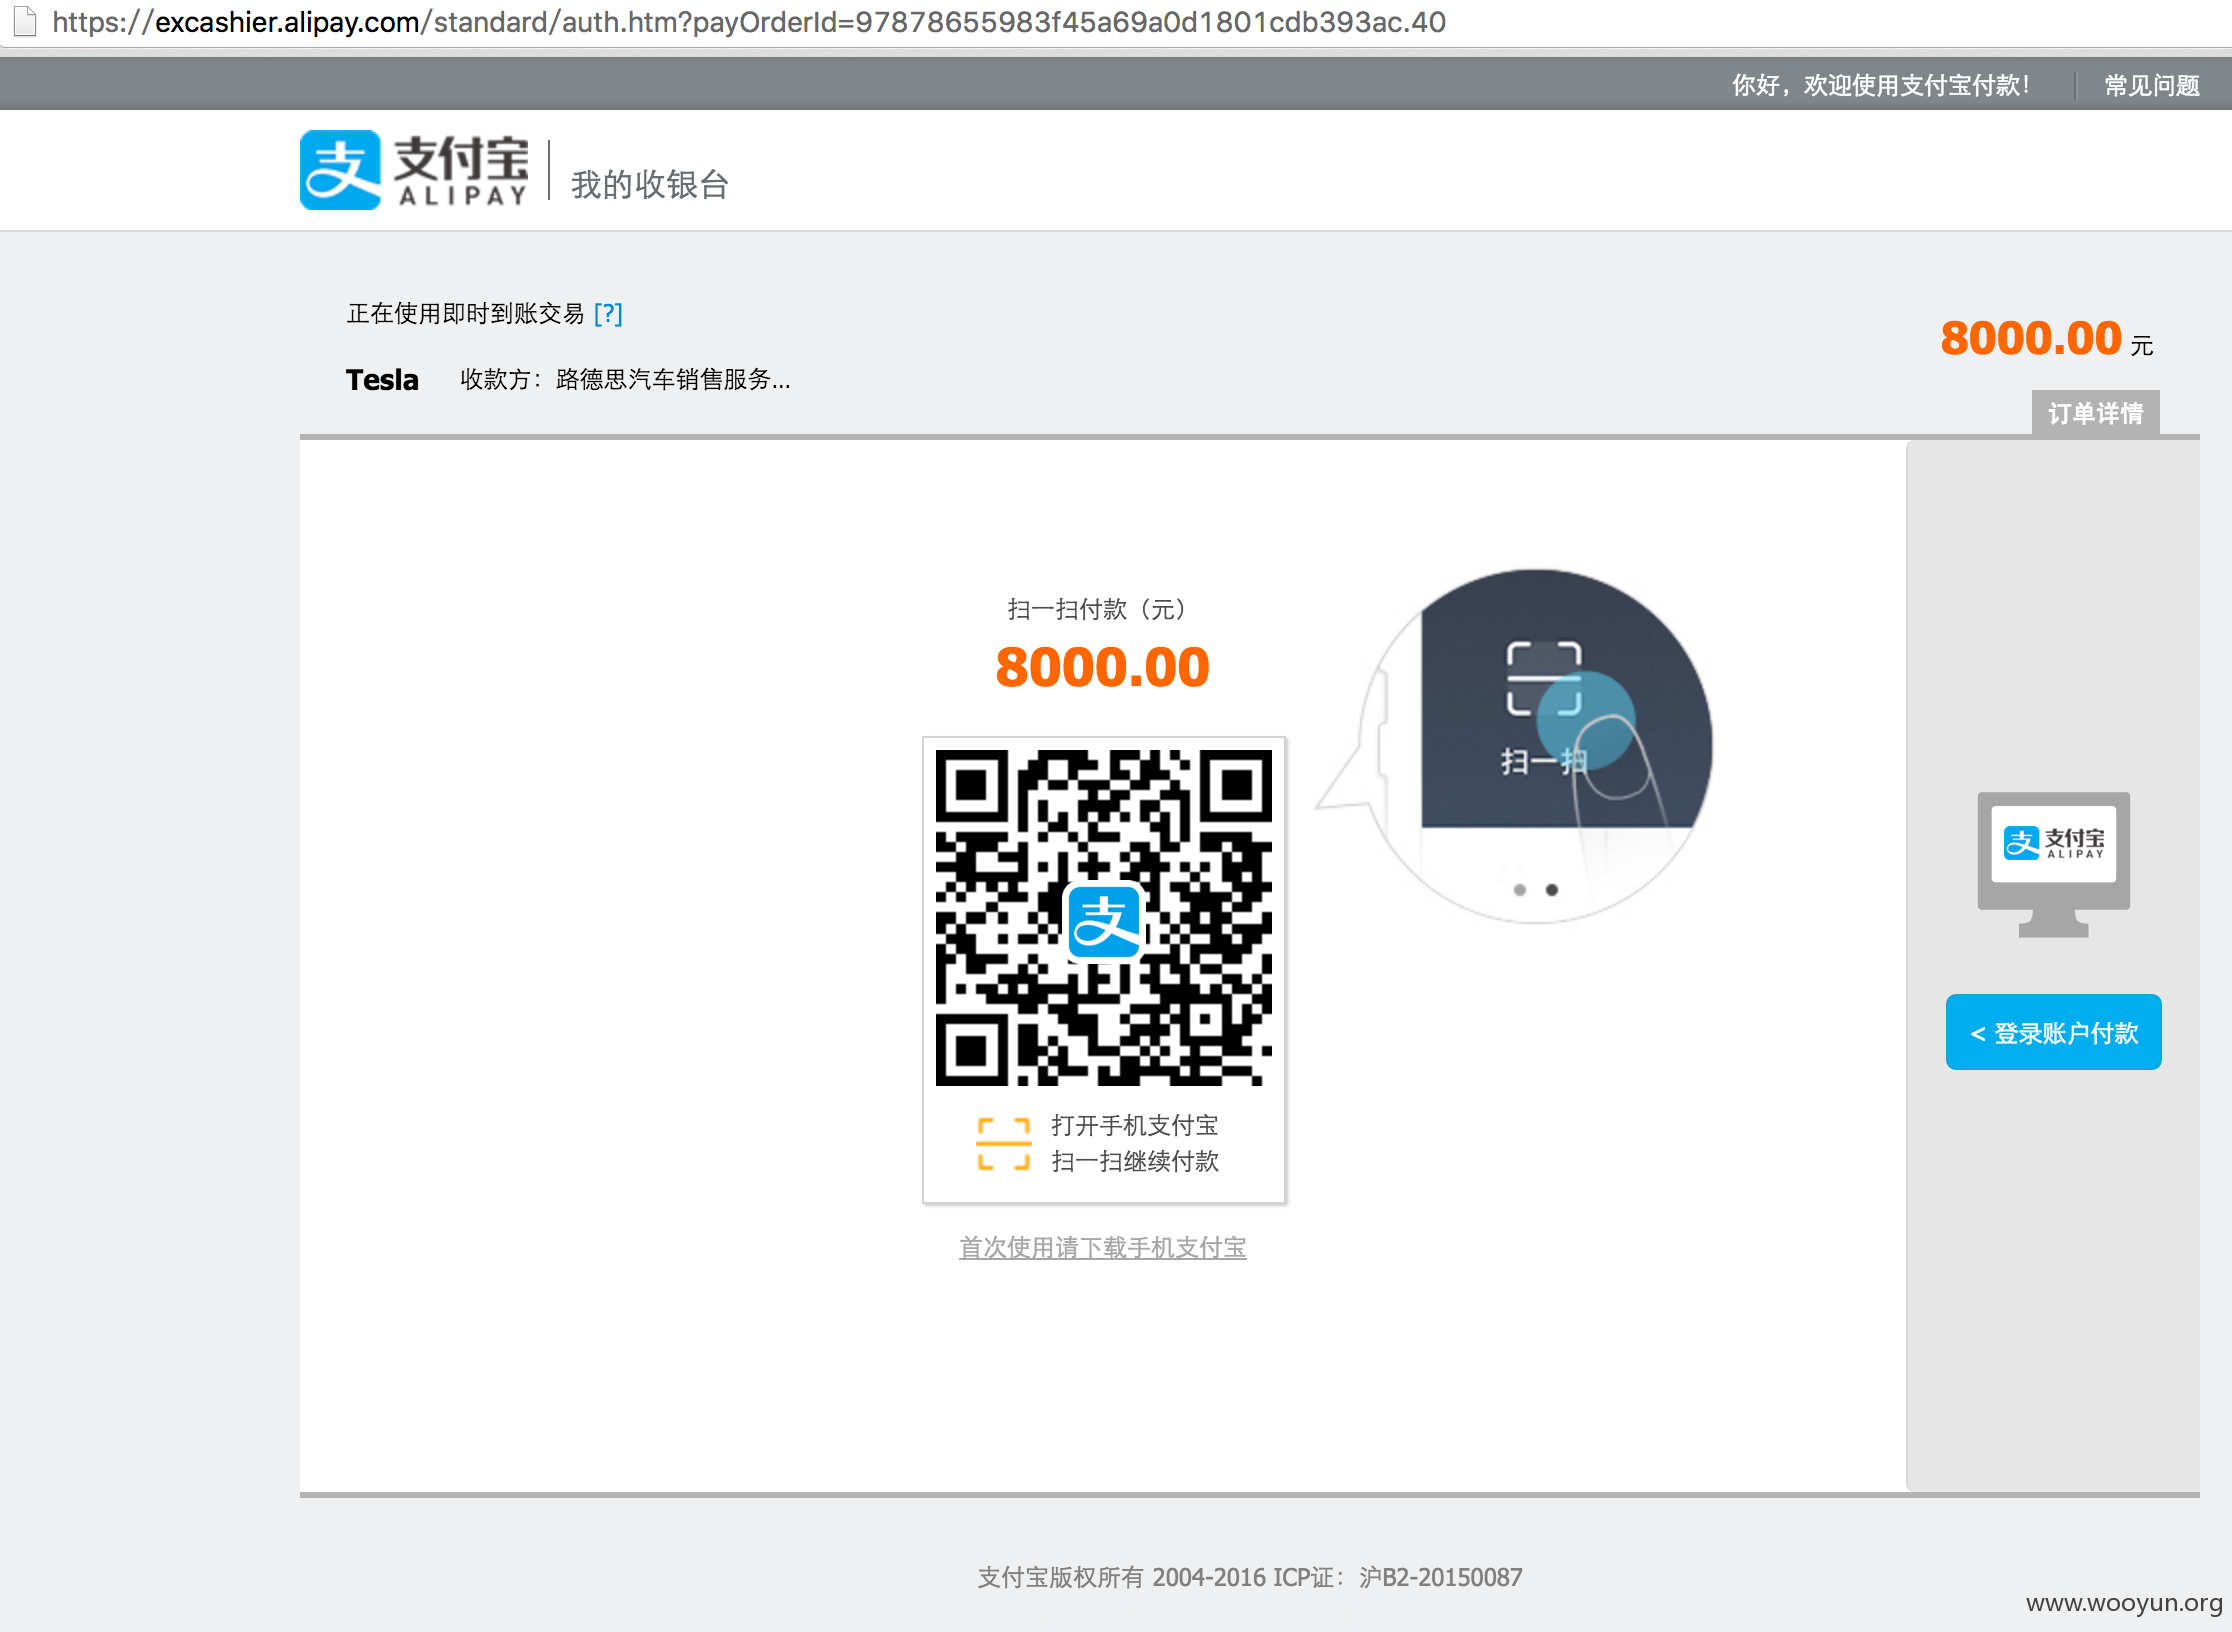 https://excashier.alipay.com/standard/auth.htm?payOrderId=97878655983f45a69a0d1801cdb393ac.40
你好，欢迎使用支付宝付款！ 常见问题
支 支付宝 ALIPAY 我的收银台
正在使用即时到账交易 [?]
8000.00 元
Tesla 收款方：路德思汽车销售服务...
订单详情
扫一扫付款（元）
8000.00
扫一扫
支
支 支付宝 ALIPAY
< 登录账户付款
打开手机支付宝
扫一扫继续付款
首次使用请下载手机支付宝
支付宝版权所有 2004-2016 ICP证：沪B2-20150087
www.wooyun.org